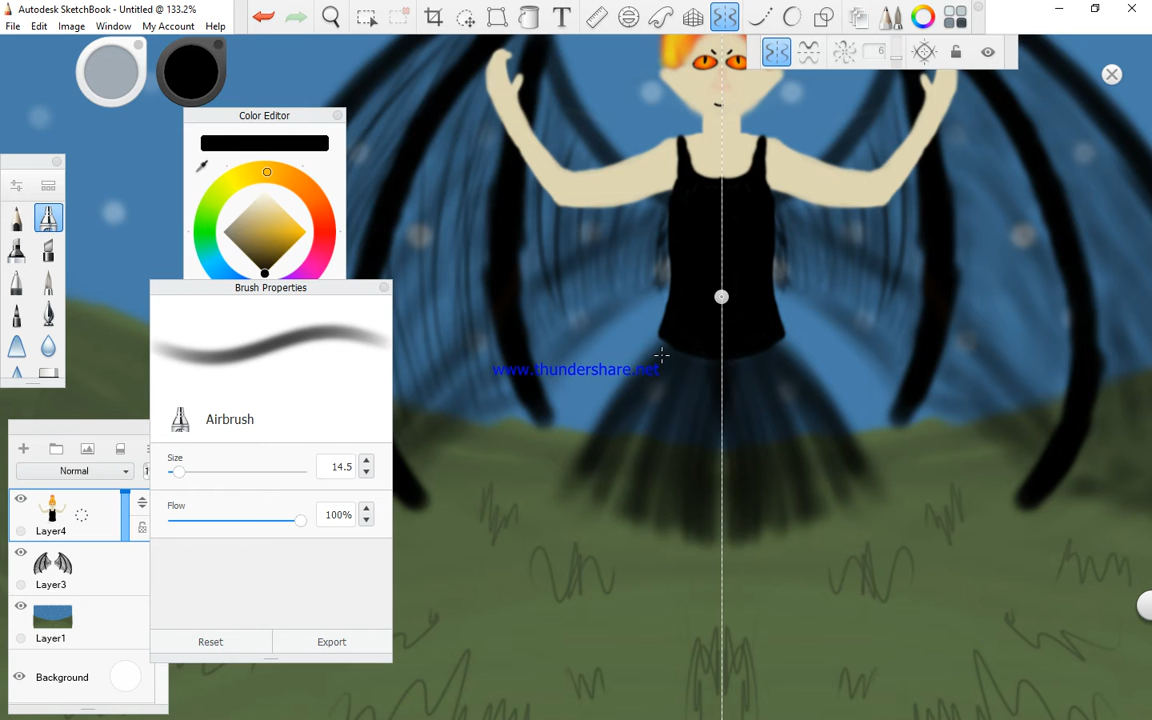 Autodesk SketchBook - Untitled @ 133.2%
File Edit Image Window My Account Help
6
Color Editor
Brush Properties
www.thundershare.net
Airbrush
Size
14.5
Normal
Flow
100%
Layer4
Layer3
Layer1
Reset Export
Background